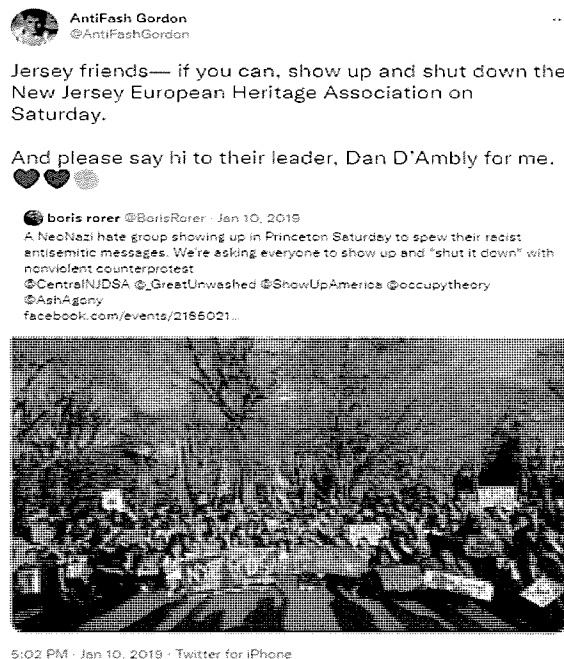 AntiFash Gordon
@AntiFashGordon
Jersey friends— if you can, show up and shut down the
New Jersey European Heritage Association on
Saturday.
And please say hi to their leader, Dan D'Ambly for me.
boris rorer @BorisRorer · Jan 10, 2019
A NeoNazi hate group showing up in Princeton Saturday to spew their racist
antisemitic messages. We're asking everyone to show up and "shut it down" with
nonviolent counterprotest
@CentralNJDSA @_GreatUnwashed @ShowUpAmerica @occupytheory
@AshAgony
facebook.com/events/2185021...
5:02 PM · Jan 10, 2019 · Twitter for iPhone